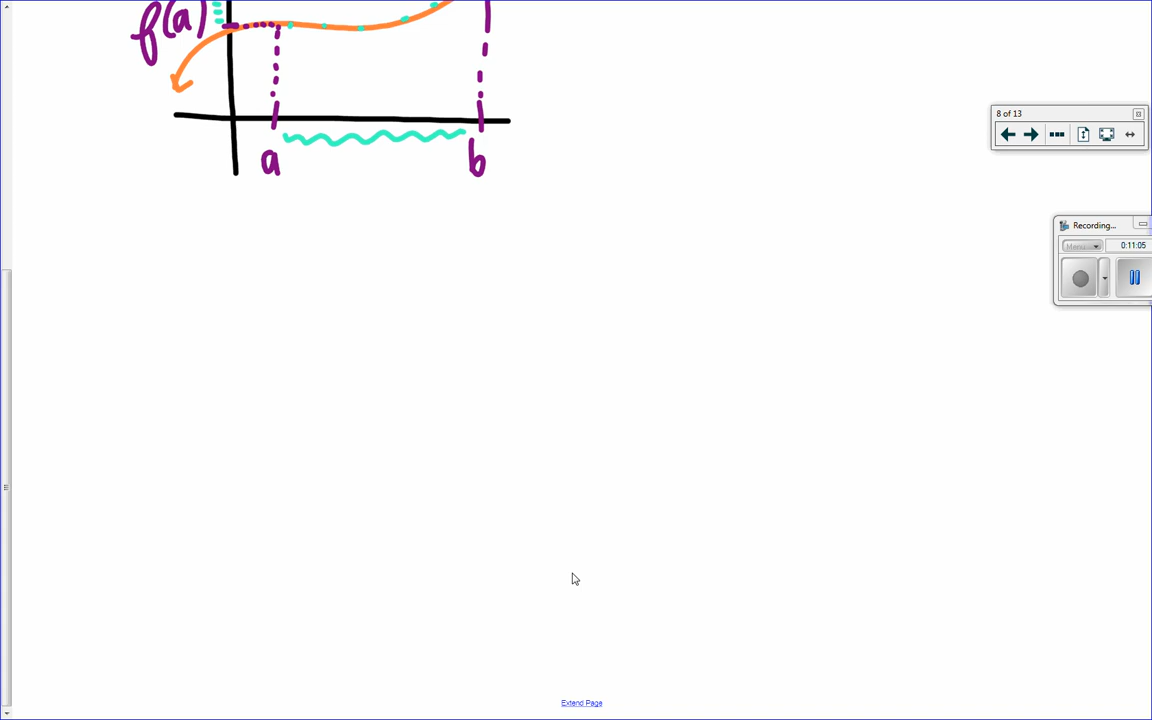 f(a)
8 of 13
Recording...
Menu
0:11:05
a
b
Extend Page